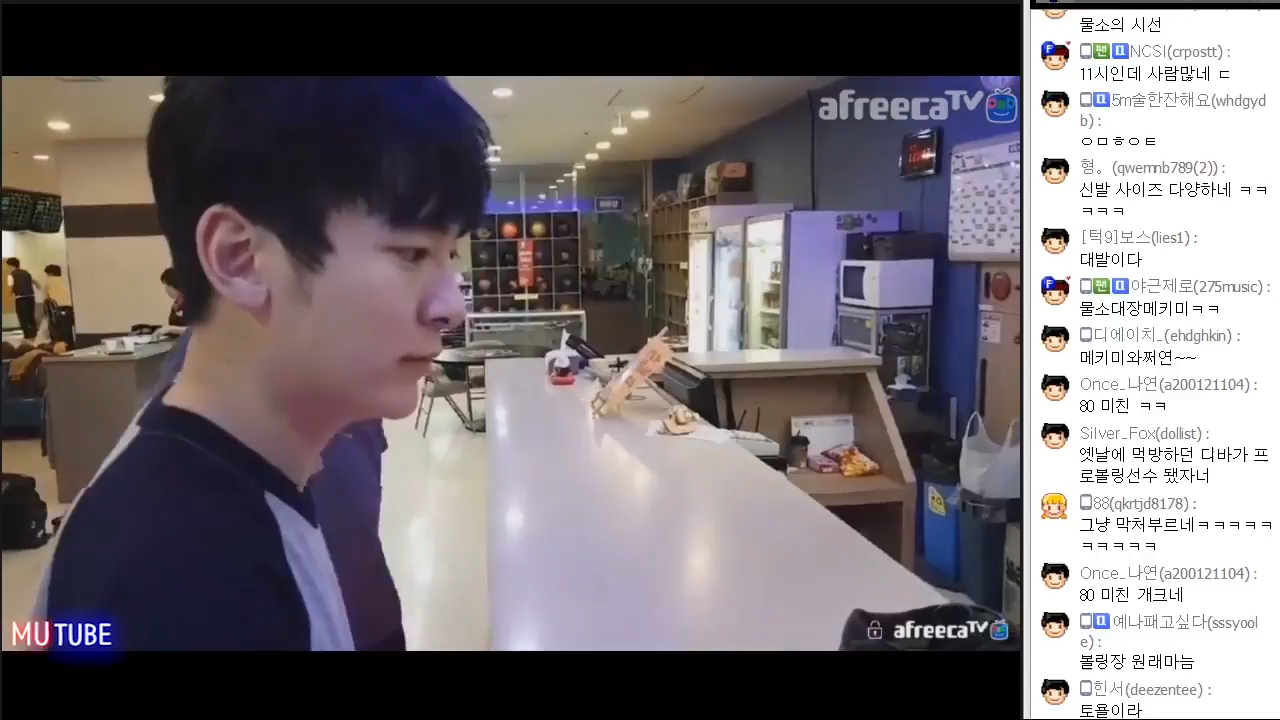 afreecaTV
MUTUBE
afreecaTV
물소의 시선
팬 NCSI(crpostt) :
11시인데 사람많네 ㄷ
5m술한잔해요(whdgyd
b) :
ㅇㅁㅎㅇㅌ
형。(qwemnb789(2)) :
신발 사이즈 다양하네 ㅋㅋ
ㅋㅋㅋ
[턱9]보스(lies1) :
대발이다
팬 야근제로(275music) :
물소대장메키미ㅋㅋ
디에이치_(ehdghkin) :
메키미와쩌연~~
Once_나연(a200121104) :
80 미친 ㅋㅋ
Silver_Fox(dollist) :
옛날에 먹방하던 디바가 프
로볼링선수 됐자너
88(qkrtjd8178) :
그냥 막처부르네ㅋㅋㅋㅋㅋ
ㅋㅋㅋㅋㅋ
Once_나연(a200121104) :
80 미친 개크네
예나패고싶다(sssyool
e) :
볼링장 원래마늠
힌서(deezentee) :
토욜이라